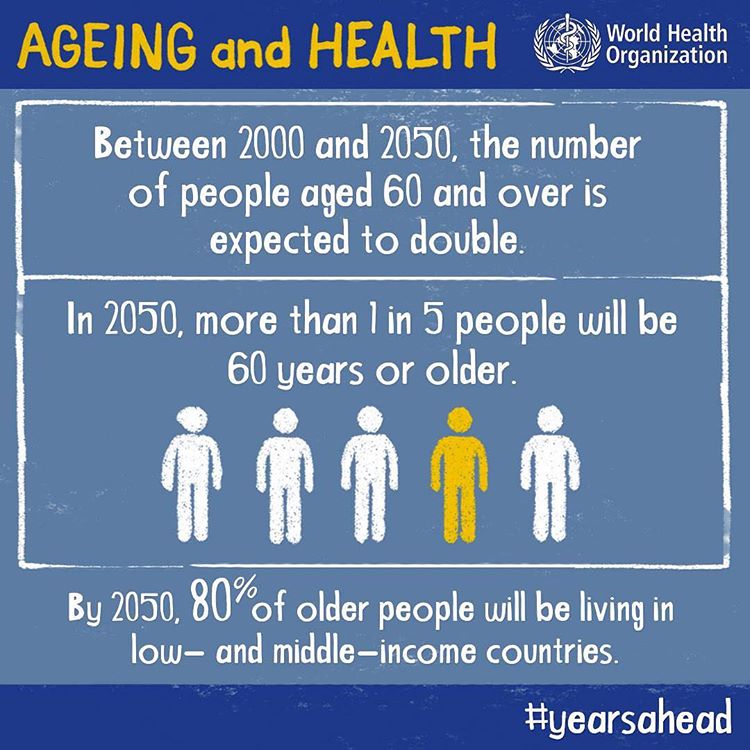 AGEING and HEALTH
World Health
Organization
Between 2000 and 2050, the number
of people aged 60 and over is
expected to double.
In 2050, more than 1 in 5 people will be
60 years or older.
By 2050, 80% of older people will be living in
low- and middle-income countries.
#yearsahead